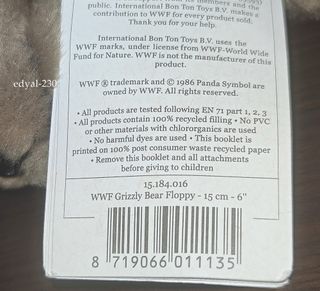 public. International Bon Ton Toys B.V. makes a
contribution to WWF for every product sold.
Thank you for your help.
International Bon Ton Toys B.V. uses the
WWF marks, under license from WWF-World Wide
Fund for Nature. WWF is not the manufacturer of this
product.
WWF ® trademark and © 1986 Panda Symbol are
owned by WWF. All rights reserved.
• All products are tested following EN 71 part 1, 2, 3
• All products contain 100% recycled filling • No PVC
or other materials with chlororganics are used
• No harmful dyes are used • This booklet is
printed on 100% post consumer waste recycled paper
• Remove this booklet and all attachments
before giving to children
15.184.016
WWF Grizzly Bear Floppy - 15 cm - 6"
8 719066 011135
edyal-230